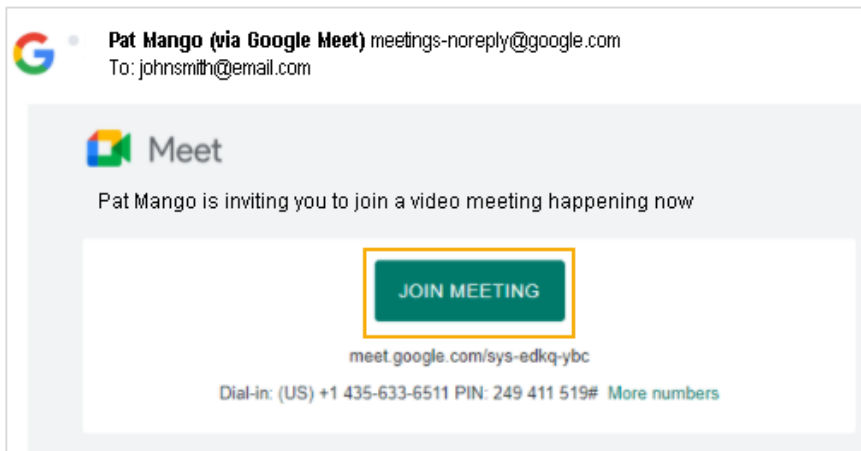 Pat Mango (via Google Meet) meetings-noreply@google.com
To: johnsmith@email.com
Meet
Pat Mango is inviting you to join a video meeting happening now
JOIN MEETING
meet.google.com/sys-edkq-ybc
Dial-in: (US) +1 435-633-6511 PIN: 249 411 519# More numbers